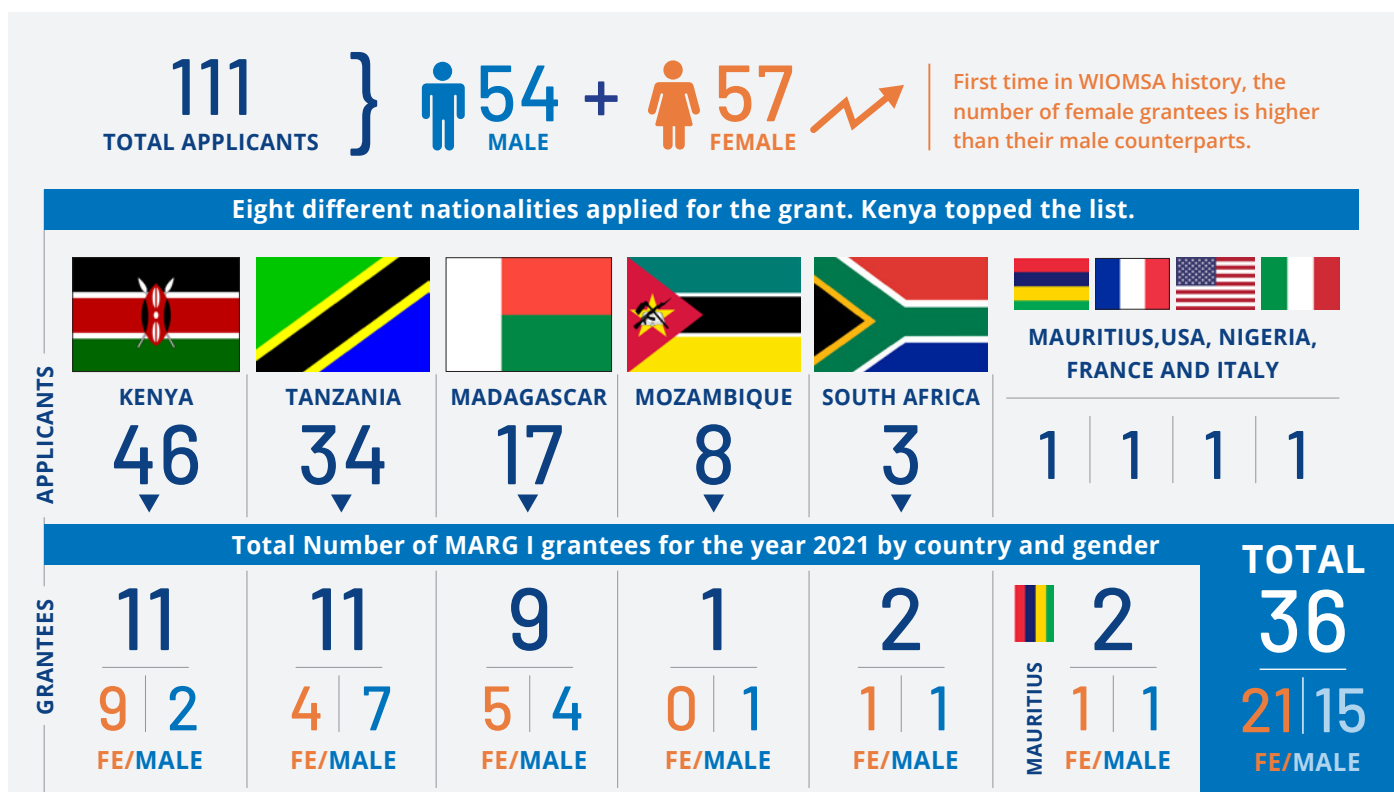 111
TOTAL APPLICANTS
}
54
MALE
+
57
FEMALE
First time in WIOMSA history, the
number of female grantees is higher
than their male counterparts.
Eight different nationalities applied for the grant. Kenya topped the list.
APPLICANTS
KENYA
46
TANZANIA
34
MADAGASCAR
17
MOZAMBIQUE
8
SOUTH AFRICA
3
MAURITIUS,USA, NIGERIA,
FRANCE AND ITALY
1 1 1 1
Total Number of MARG I grantees for the year 2021 by country and gender
GRANTEES
11
9 | 2
FE/MALE
11
4 | 7
FE/MALE
9
5 | 4
FE/MALE
1
0 | 1
FE/MALE
2
1 | 1
FE/MALE
MAURITIUS
2
1 | 1
FE/MALE
TOTAL
36
21 | 15
FE/MALE